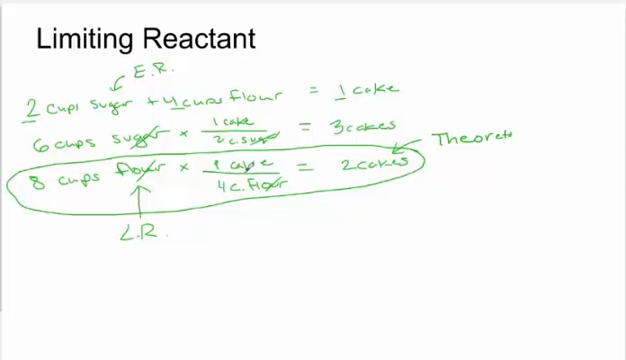 Limiting Reactant
E.R.
2 cups sugar + 4 cups flour = 1 cake
6 cups sugar × 1 cake / 2 c. sugar = 3 cakes
8 cups flour × 1 cake / 4 c. flour = 2 cakes
Theoret
L.R.